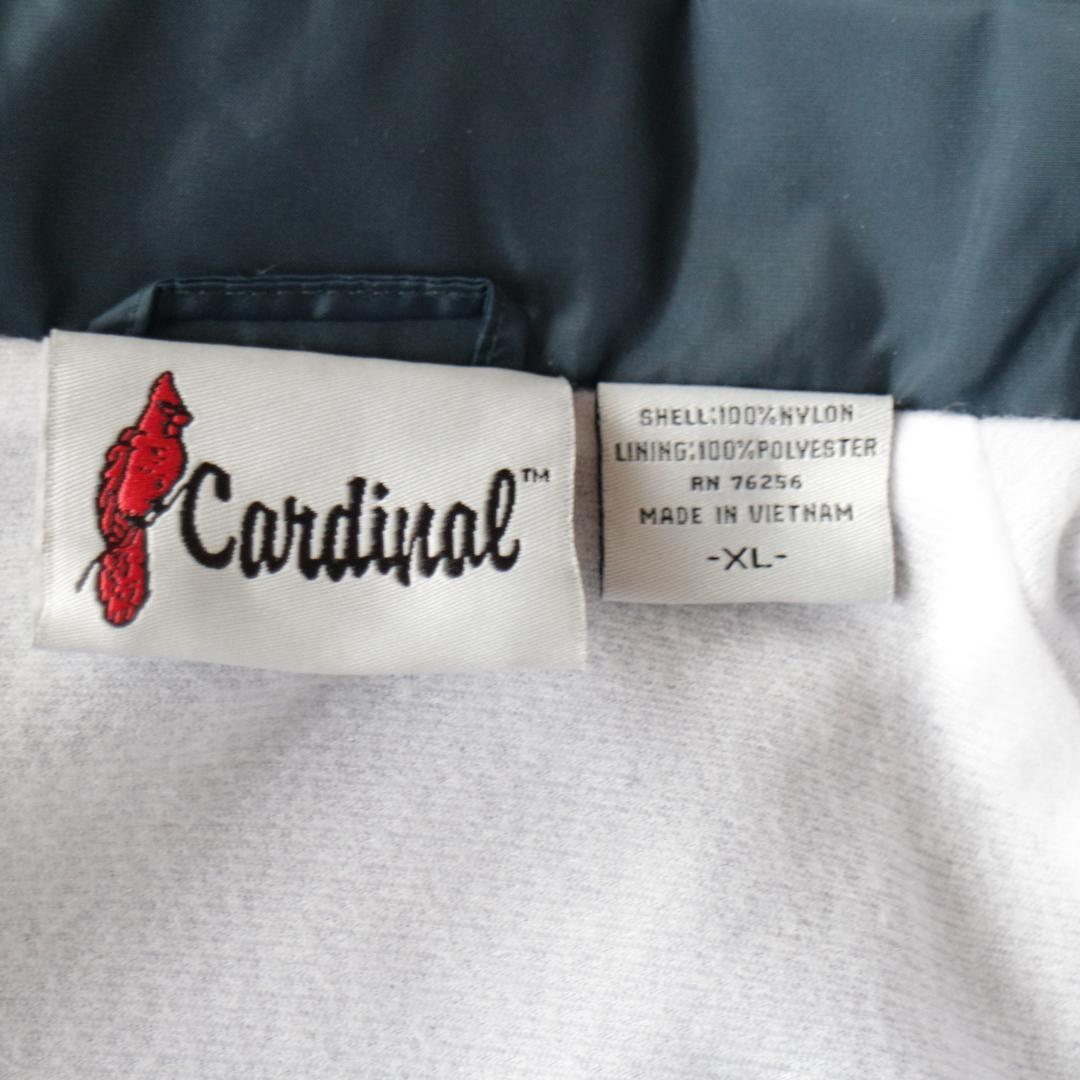 Cardinal™
SHELL:100%NYLON
LINING:100%POLYESTER
RN 76256
MADE IN VIETNAM
-XL-